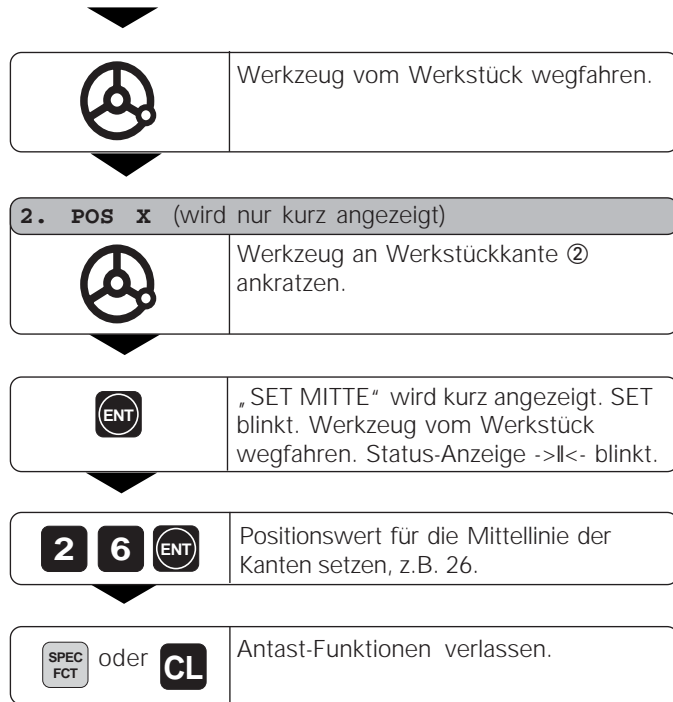 Werkzeug vom Werkstück wegfahren.
2. POS X (wird nur kurz angezeigt)
Werkzeug an Werkstückkante ②
ankratzen.
ENT
„SET MITTE“ wird kurz angezeigt. SET
blinkt. Werkzeug vom Werkstück
wegfahren. Status-Anzeige ->II<- blinkt.
2 6 ENT
Positionswert für die Mittellinie der
Kanten setzen, z.B. 26.
SPEC
FCT
oder CL
Antast-Funktionen verlassen.